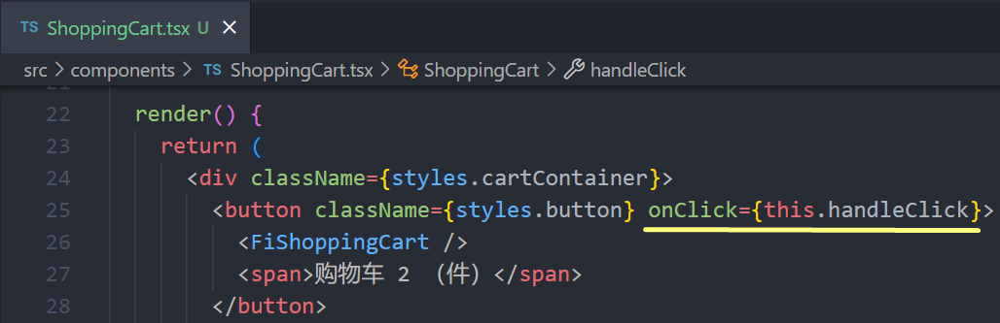 TS ShoppingCart.tsx U ×
src > components > TS ShoppingCart.tsx > ShoppingCart > handleClick
21
22 render() {
23 return (
24 <div className={styles.cartContainer}>
25 <button className={styles.button} onClick={this.handleClick}>
26 <FiShoppingCart />
27 <span>购物车 2 （件）</span>
28 </button>